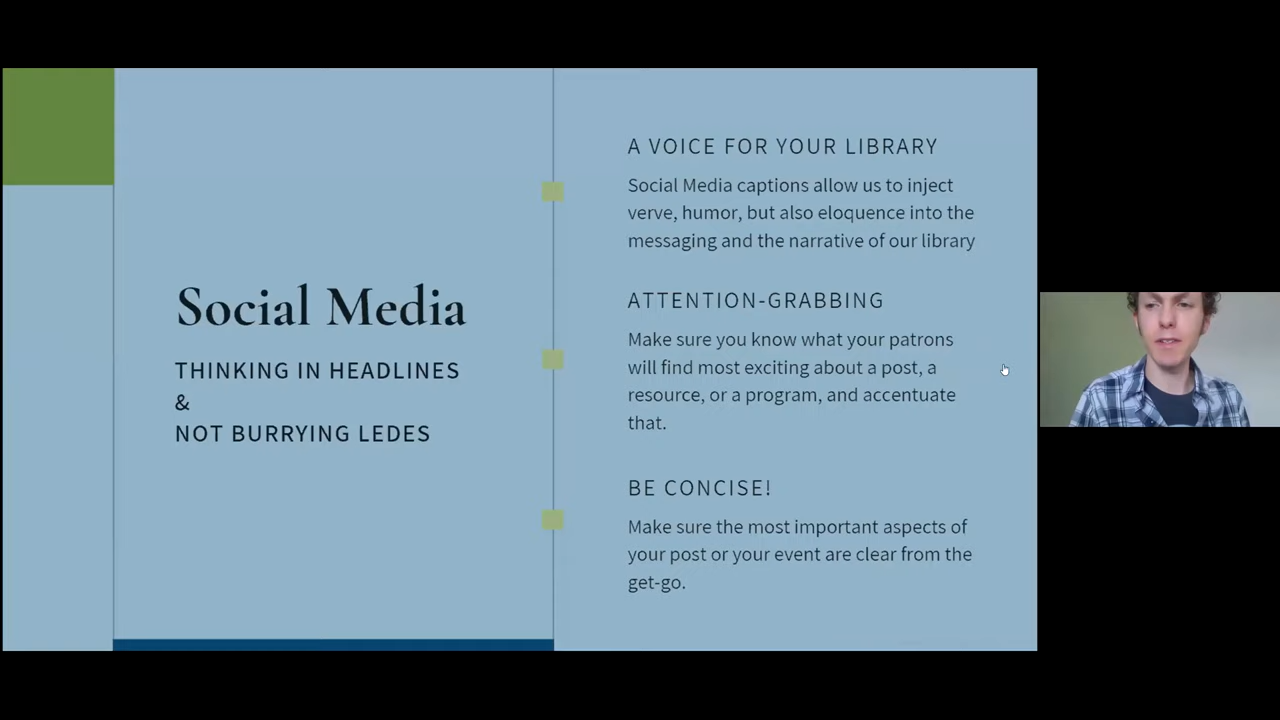 Social Media
THINKING IN HEADLINES
&
NOT BURRYING LEDES
A VOICE FOR YOUR LIBRARY
Social Media captions allow us to inject
verve, humor, but also eloquence into the
messaging and the narrative of our library
ATTENTION-GRABBING
Make sure you know what your patrons
will find most exciting about a post, a
resource, or a program, and accentuate
that.
BE CONCISE!
Make sure the most important aspects of
your post or your event are clear from the
get-go.